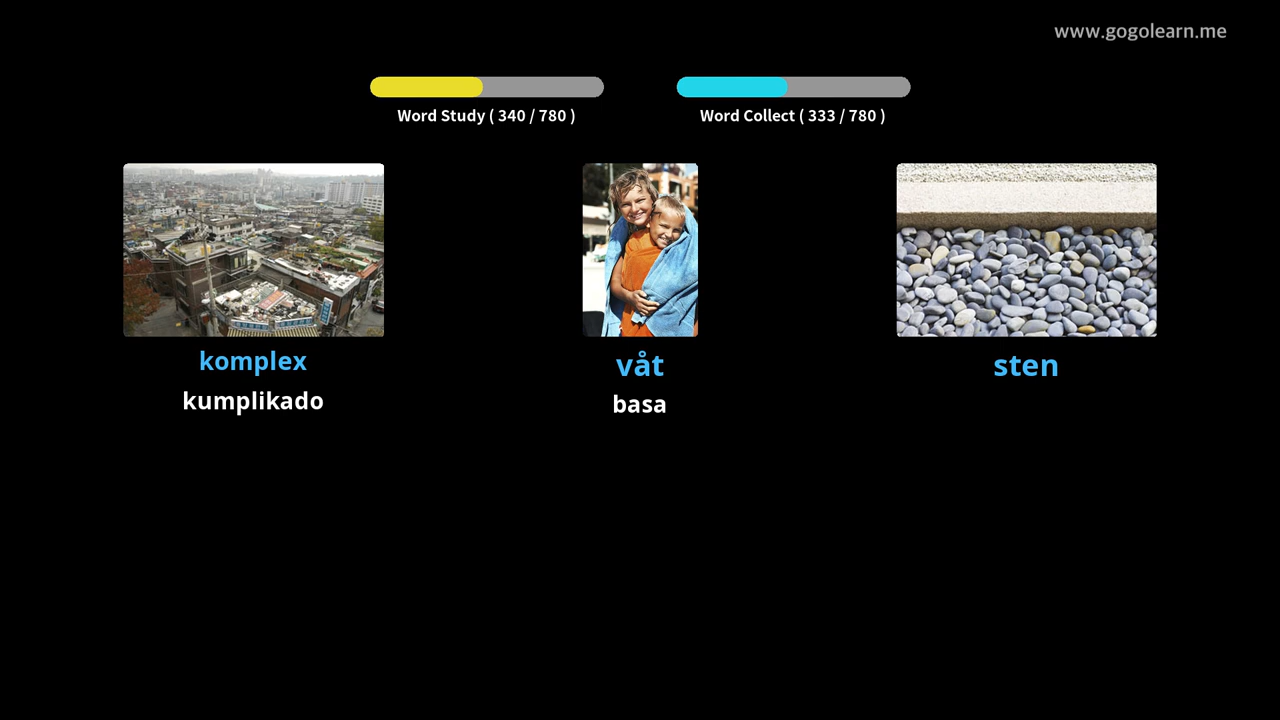 www.gogolearn.me
Word Study ( 340 / 780 )
Word Collect ( 333 / 780 )
komplex
kumplikado
våt
basa
sten